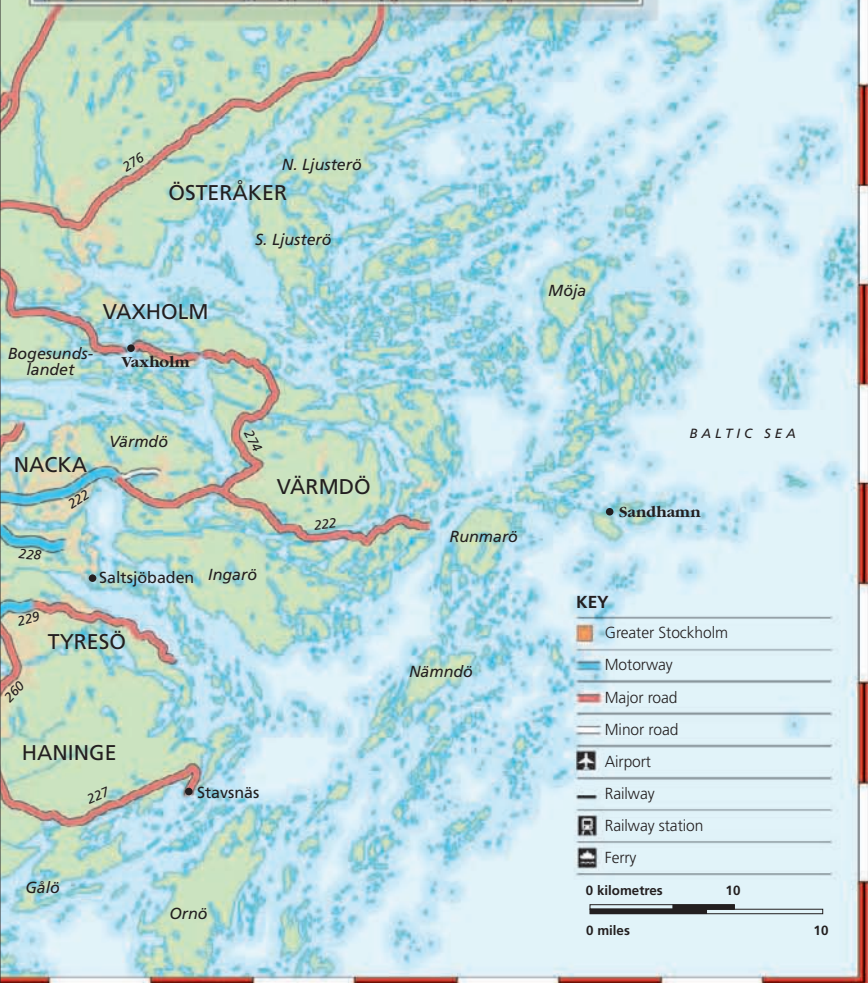 276
N. Ljusterö
ÖSTERÅKER
S. Ljusterö
Möja
VAXHOLM
Bogesunds-
landet
Vaxholm
BALTIC SEA
Värmdö
274
NACKA
VÄRMDÖ
222
222
Sandhamn
Runmarö
228
Saltsjöbaden
Ingarö
229
TYRESÖ
260
Nämndö
HANINGE
227
Stavsnäs
Gålö
Ornö
KEY
Greater Stockholm
Motorway
Major road
Minor road
Airport
Railway
Railway station
Ferry
0 kilometres 10
0 miles 10